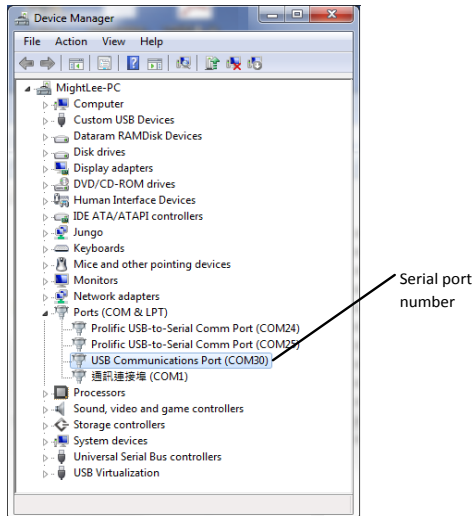 Device Manager
File Action View Help
MightLee-PC
Computer
Custom USB Devices
Dataram RAMDisk Devices
Disk drives
Display adapters
DVD/CD-ROM drives
Human Interface Devices
IDE ATA/ATAPI controllers
Jungo
Keyboards
Mice and other pointing devices
Monitors
Network adapters
Ports (COM & LPT)
Prolific USB-to-Serial Comm Port (COM24)
Prolific USB-to-Serial Comm Port (COM25)
USB Communications Port (COM30)
通訊連接埠 (COM1)
Processors
Sound, video and game controllers
Storage controllers
System devices
Universal Serial Bus controllers
USB Virtualization
Serial port
number